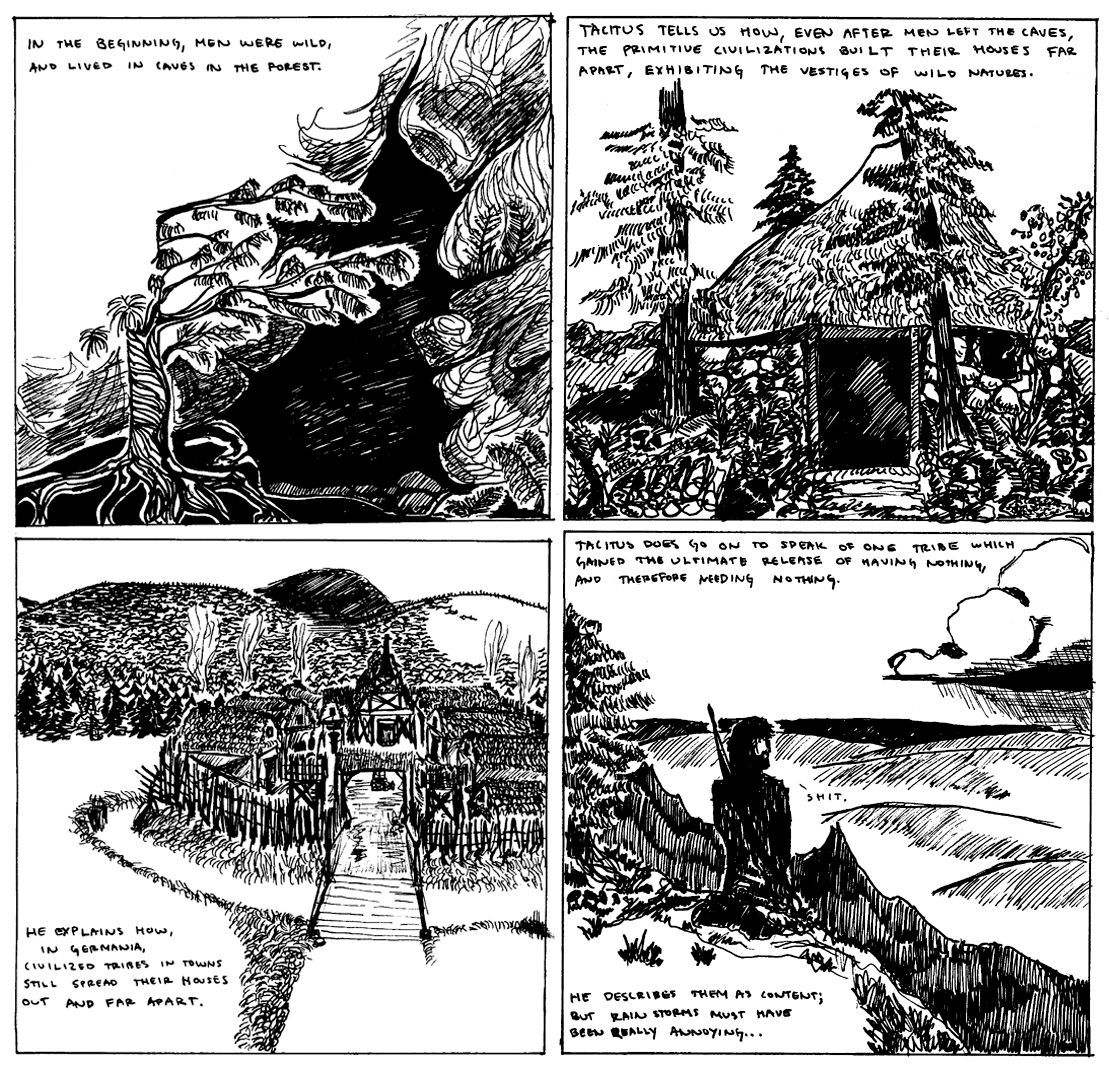 IN THE BEGINNING, MEN WERE WILD,
AND LIVED IN CAVES IN THE FOREST.
TACITUS TELLS US HOW, EVEN AFTER MEN LEFT THE CAVES,
THE PRIMITIVE CIVILIZATIONS BUILT THEIR HOUSES FAR
APART, EXHIBITING THE VESTIGES OF WILD NATURES.
HE EXPLAINS HOW,
IN GERMANIA,
CIVILIZED TRIBES IN TOWNS
STILL SPREAD THEIR HOUSES
OUT AND FAR APART.
TACITUS DOES GO ON TO SPEAK OF ONE TRIBE WHICH
GAINED THE ULTIMATE RELEASE OF HAVING NOTHING,
AND THEREFORE NEEDING NOTHING.
SHIT.
HE DESCRIBES THEM AS CONTENT;
BUT RAIN STORMS MUST HAVE
BEEN REALLY ANNOYING...